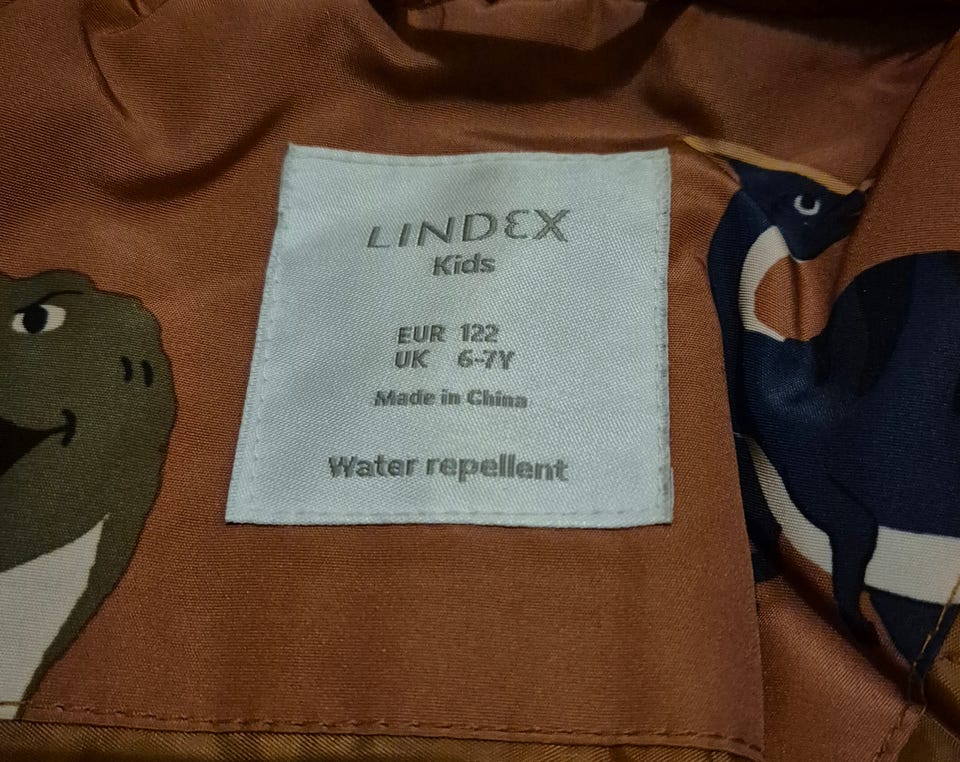 LINDEX
Kids
EUR 122
UK 6-7Y
Made in China
Water repellent